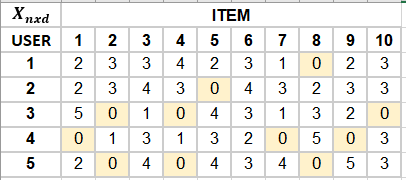 X_nxd ITEM
USER 1 2 3 4 5 6 7 8 9 10
1 2 3 3 4 2 3 1 0 2 3
2 2 3 4 3 0 4 3 2 3 3
3 5 0 1 0 4 3 1 3 2 0
4 0 1 3 1 3 2 0 5 0 3
5 2 0 4 0 4 3 4 0 5 3